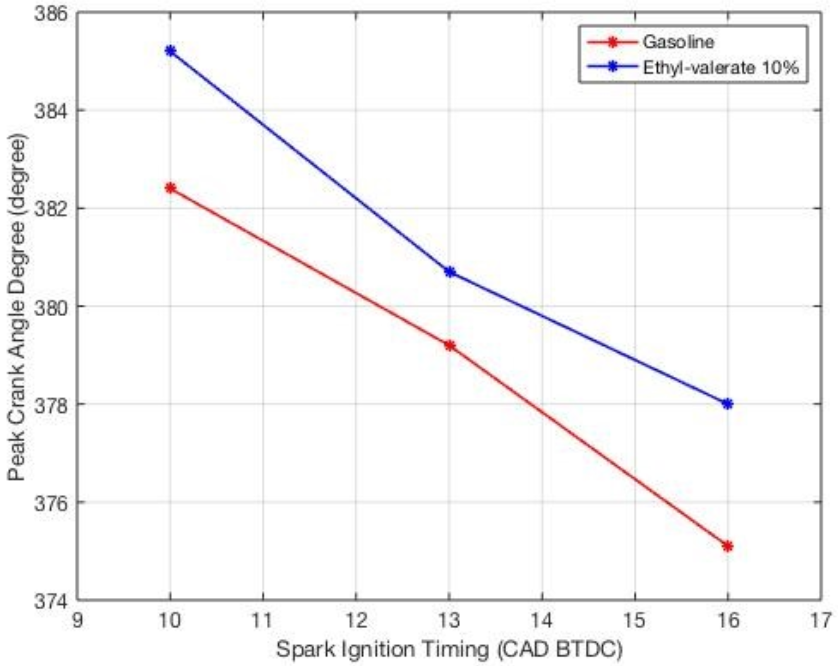 386
384
382
380
378
376
374
9 10 11 12 13 14 15 16 17
Peak Crank Angle Degree (degree)
Spark Ignition Timing (CAD BTDC)
Gasoline
Ethyl-valerate 10%